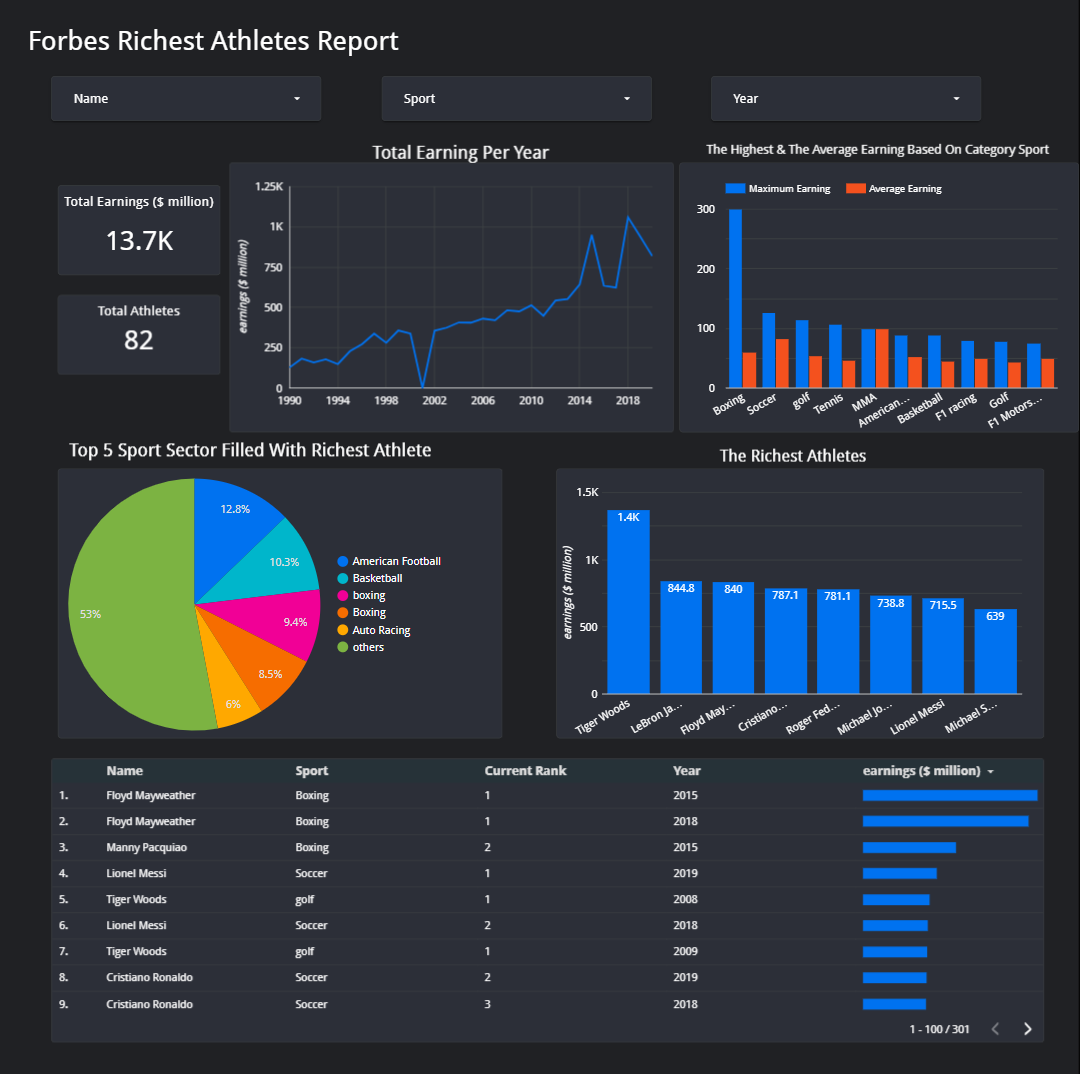 Forbes Richest Athletes Report
Name
Sport
Year
Total Earnings ($ million)
13.7K
Total Athletes
82
Total Earning Per Year
earnings ($ million)
1.25K
1K
750
500
250
0
1990 1994 1998 2002 2006 2010 2014 2018
The Highest & The Average Earning Based On Category Sport
Maximum Earning Average Earning
300
200
100
0
Boxing Soccer golf Tennis MMA American... Basketball F1 racing Golf F1 Motors...
Top 5 Sport Sector Filled With Richest Athlete
12.8%
10.3%
9.4%
8.5%
6%
53%
American Football
Basketball
boxing
Boxing
Auto Racing
others
The Richest Athletes
earnings ($ million)
1.5K
1K
500
0
1.4K 844.8 840 787.1 781.1 738.8 715.5 639
Tiger Woods LeBron Ja... Floyd May... Cristiano... Roger Fed... Michael Jo... Lionel Messi Michael S...
Name Sport Current Rank Year earnings ($ million)
1. Floyd Mayweather Boxing 1 2015
2. Floyd Mayweather Boxing 1 2018
3. Manny Pacquiao Boxing 2 2015
4. Lionel Messi Soccer 1 2019
5. Tiger Woods golf 1 2008
6. Lionel Messi Soccer 2 2018
7. Tiger Woods golf 1 2009
8. Cristiano Ronaldo Soccer 2 2019
9. Cristiano Ronaldo Soccer 3 2018
1 - 100 / 301